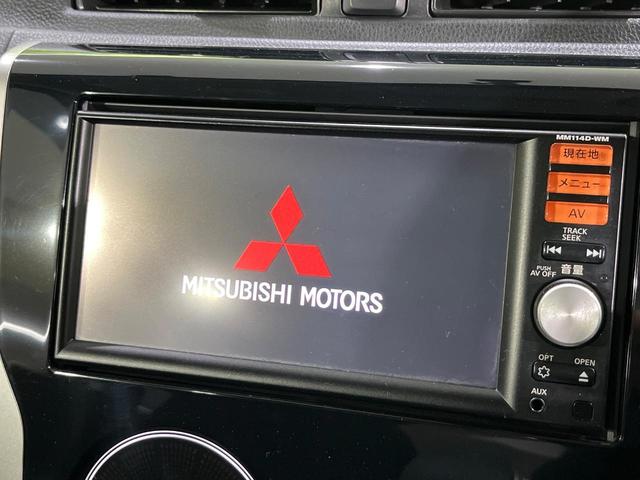 MM114D-WM
現在地
メニュー
AV
TRACK
SEEK
PUSH
AV OFF
音量
MITSUBISHI MOTORS
OPT
OPEN
AUX